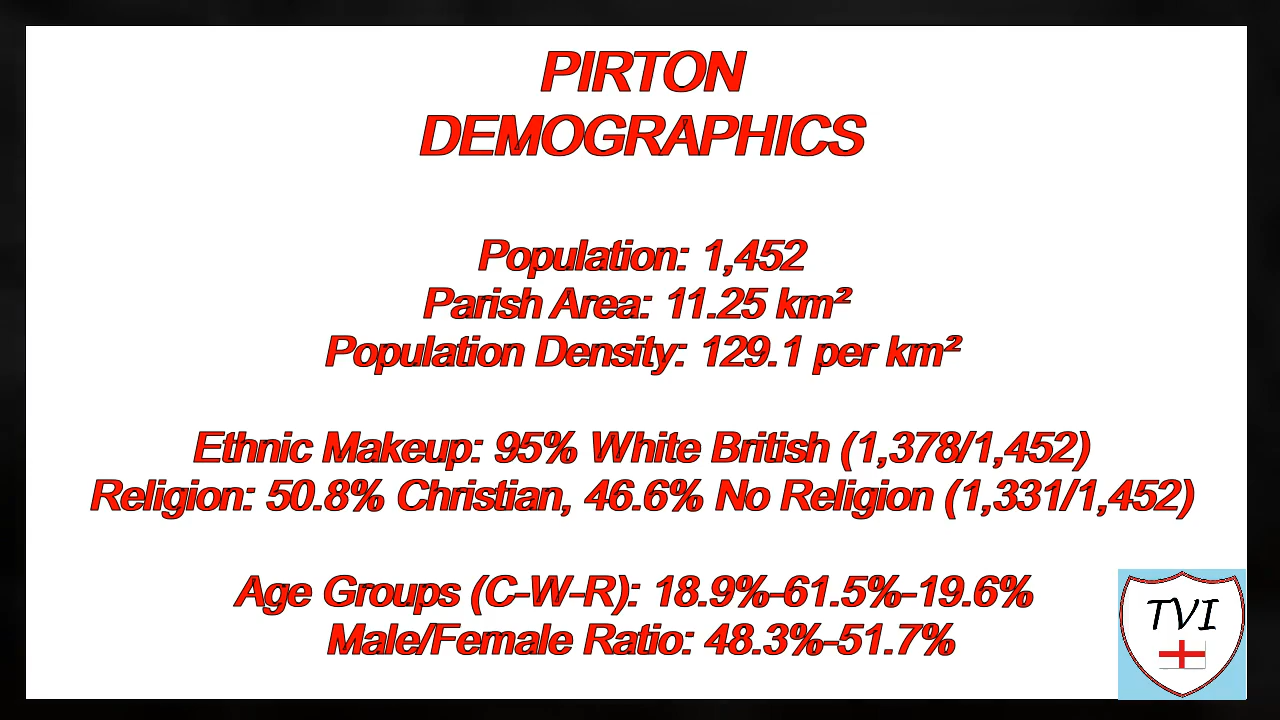 PIRTON
DEMOGRAPHICS
Population: 1,452
Parish Area: 11.25 km²
Population Density: 129.1 per km²
Ethnic Makeup: 95% White British (1,378/1,452)
Religion: 50.8% Christian, 46.6% No Religion (1,331/1,452)
Age Groups (C-W-R): 18.9%-61.5%-19.6%
Male/Female Ratio: 48.3%-51.7%
TVI